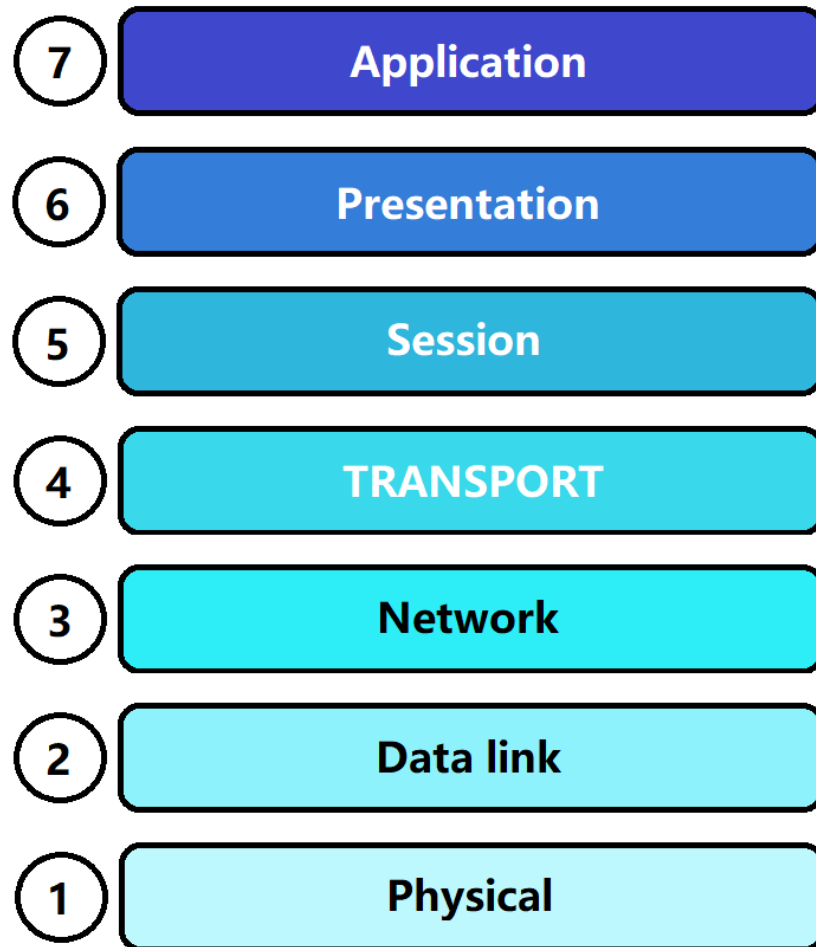 7 Application
6 Presentation
5 Session
4 TRANSPORT
3 Network
2 Data link
1 Physical